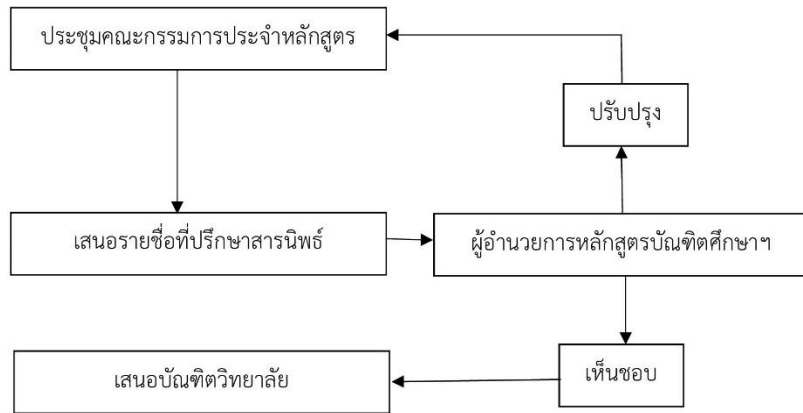 ประชุมคณะกรรมการประจำหลักสูตร
ปรับปรุง
เสนอรายชื่อที่ปรึกษาสารนิพธ์
ผู้อำนวยการหลักสูตรบัณฑิตศึกษาฯ
เห็นชอบ
เสนอบัณฑิตวิทยาลัย